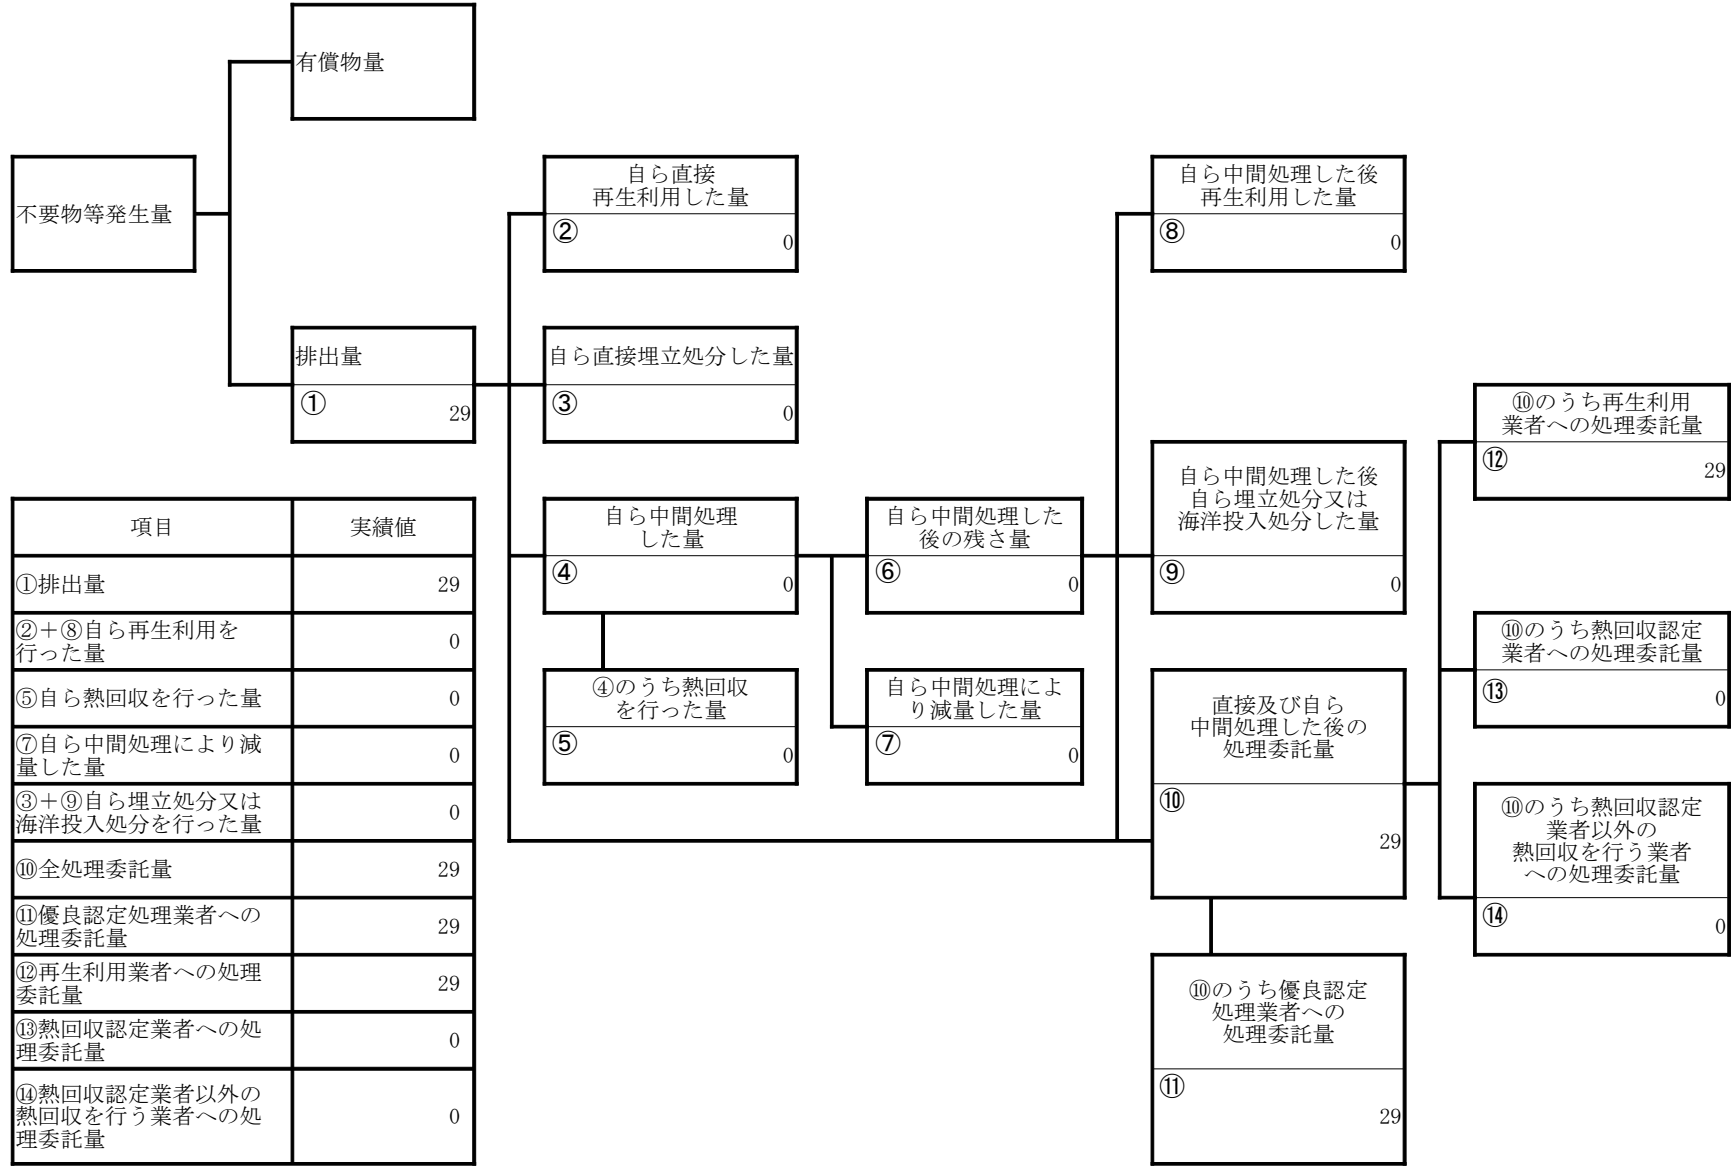 有償物量
不要物等発生量
排出量
①
29
自ら直接
再生利用した量
②
0
自ら直接埋立処分した量
③
0
自ら中間処理
した量
④
0
④のうち熱回収
を行った量
⑤
0
自ら中間処理した
後の残さ量
⑥
0
自ら中間処理によ
り減量した量
⑦
0
自ら中間処理した後
再生利用した量
⑧
0
自ら中間処理した後
自ら埋立処分又は
海洋投入処分した量
⑨
0
直接及び自ら
中間処理した後の
処理委託量
⑩
29
⑩のうち優良認定
処理業者への
処理委託量
⑪
29
⑩のうち再生利用
業者への処理委託量
⑫
29
⑩のうち熱回収認定
業者への処理委託量
⑬
0
⑩のうち熱回収認定
業者以外の
熱回収を行う業者
への処理委託量
⑭
0
項目 実績値
①排出量 29
②＋⑧自ら再生利用を
行った量 0
⑤自ら熱回収を行った量 0
⑦自ら中間処理により減
量した量 0
③＋⑨自ら埋立処分又は
海洋投入処分を行った量 0
⑩全処理委託量 29
⑪優良認定処理業者への
処理委託量 29
⑫再生利用業者への処理
委託量 29
⑬熱回収認定業者への処
理委託量 0
⑭熱回収認定業者以外の
熱回収を行う業者への処
理委託量 0